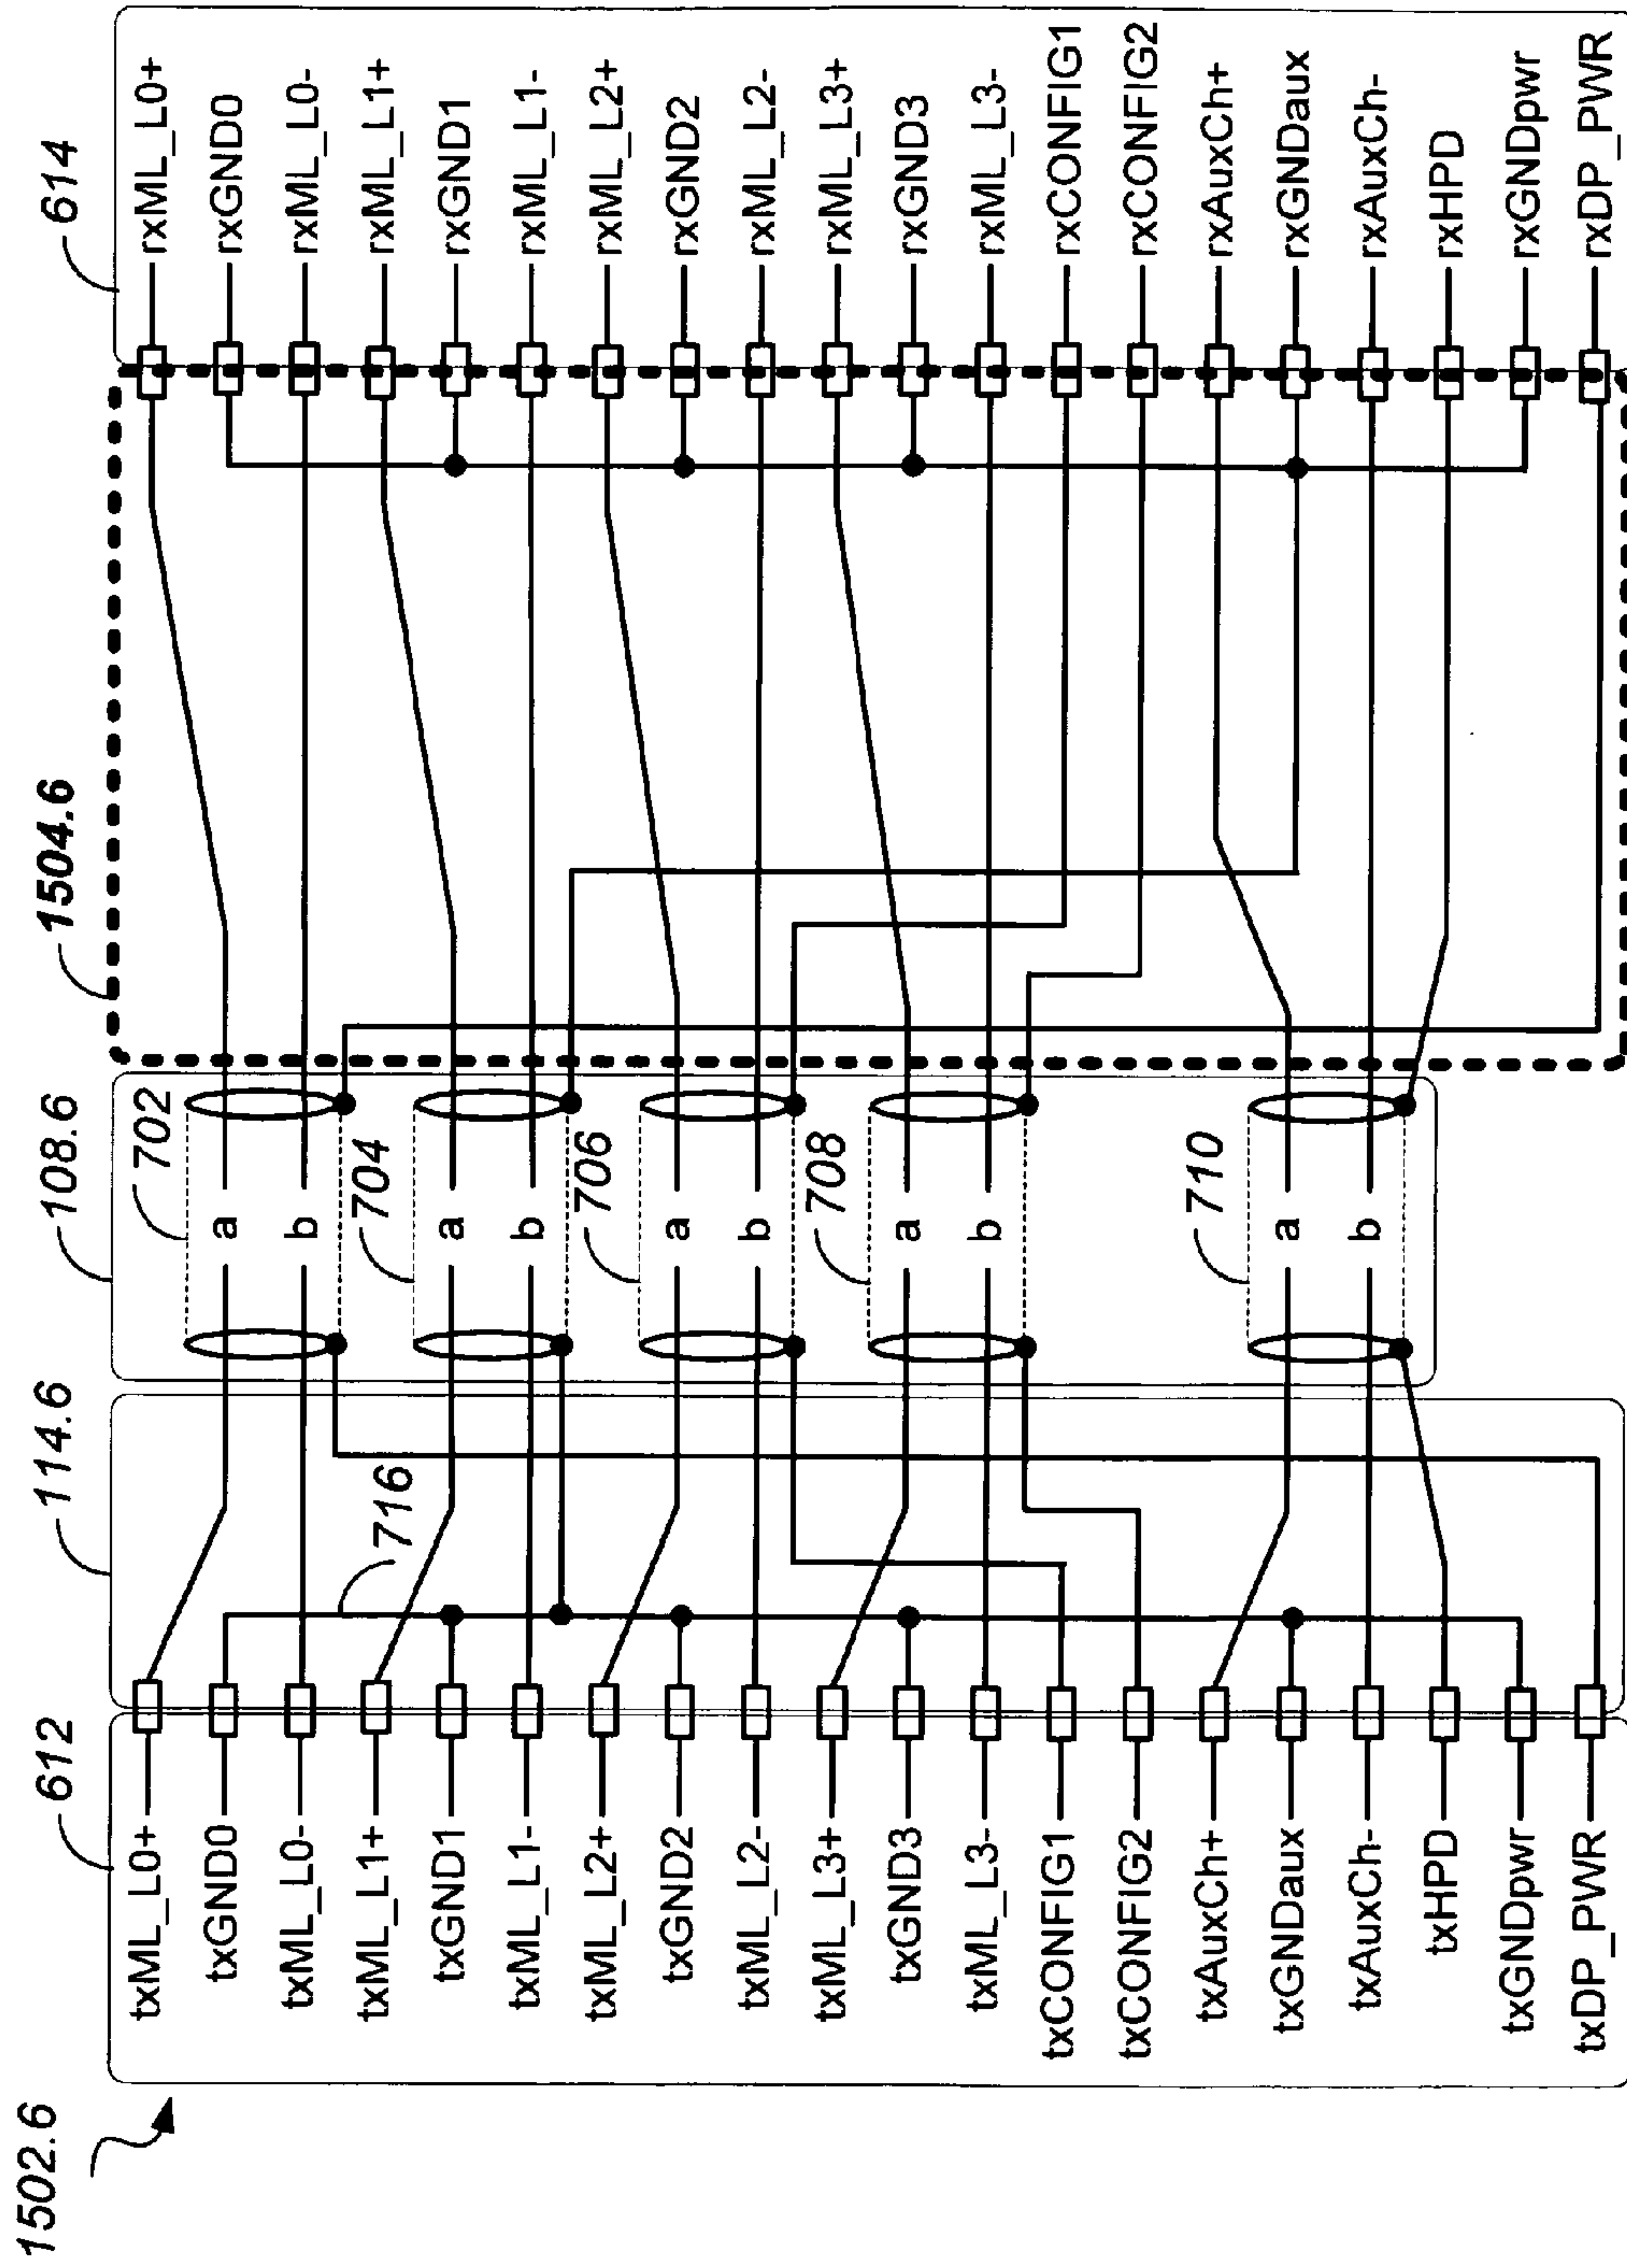 1502.6
612
114.6
108.6
1504.6
614
txML_L0+
txGND0
txML_L0-
txML_L1+
txGND1
txML_L1-
txML_L2+
txGND2
txML_L2-
txML_L3+
txGND3
txML_L3-
txCONFIG1
txCONFIG2
txAuxCh+
txGNDaux
txAuxCh-
txHPD
txGNDpwr
txDP_PWR
716
702
a
b
704
a
b
706
a
b
708
a
b
710
a
b
rxML_L0+
rxGND0
rxML_L0-
rxML_L1+
rxGND1
rxML_L1-
rxML_L2+
rxGND2
rxML_L2-
rxML_L3+
rxGND3
rxML_L3-
rxCONFIG1
rxCONFIG2
rxAuxCh+
rxGNDaux
rxAuxCh-
rxHPD
rxGNDpwr
rxDP_PWR